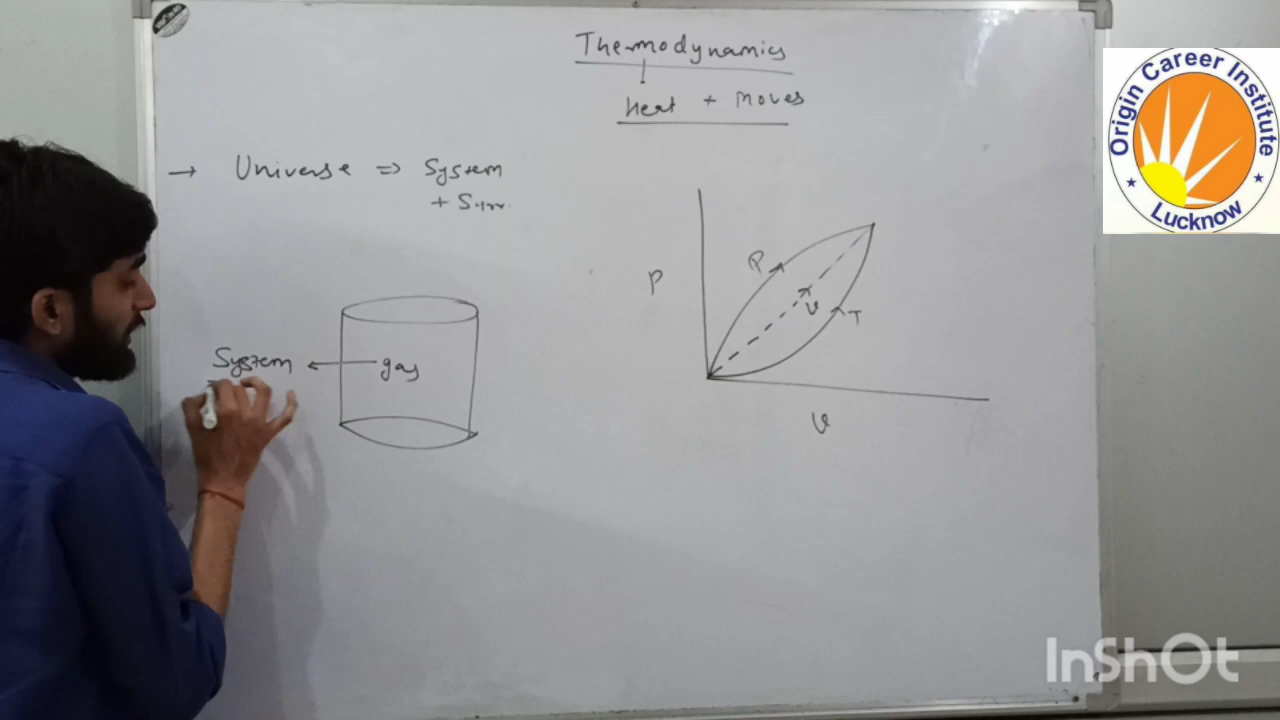 Thermodynamics
Heat + Moves
→ Universe ⇒ System
+ Surr.
System ← gas
P
P
V
T
V
Origin Career Institute
Lucknow
InShOt